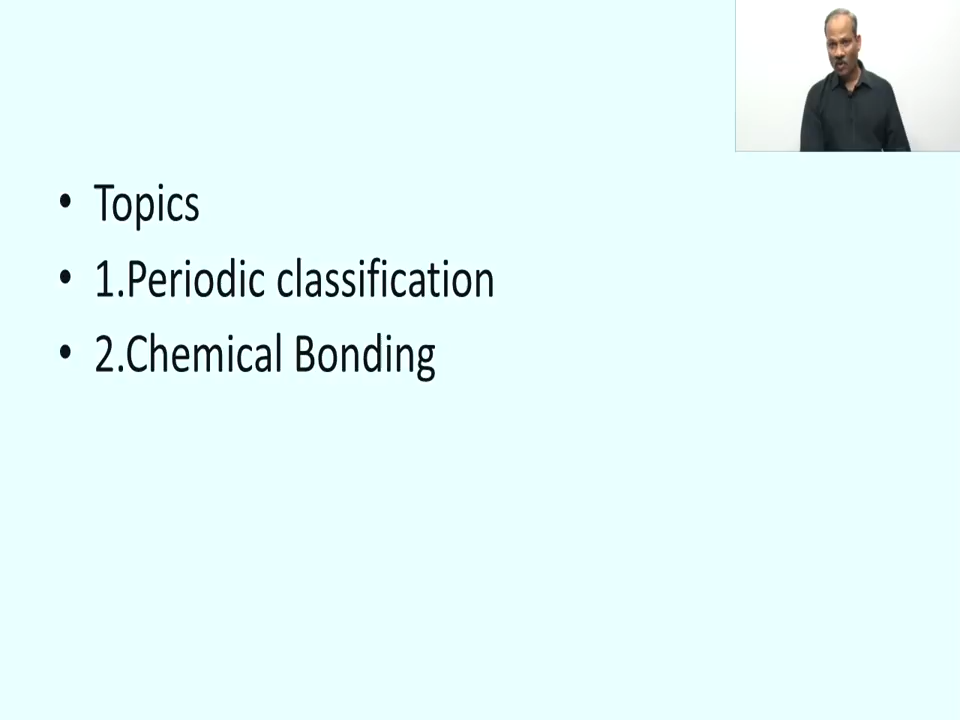 • Topics
• 1.Periodic classification
• 2.Chemical Bonding